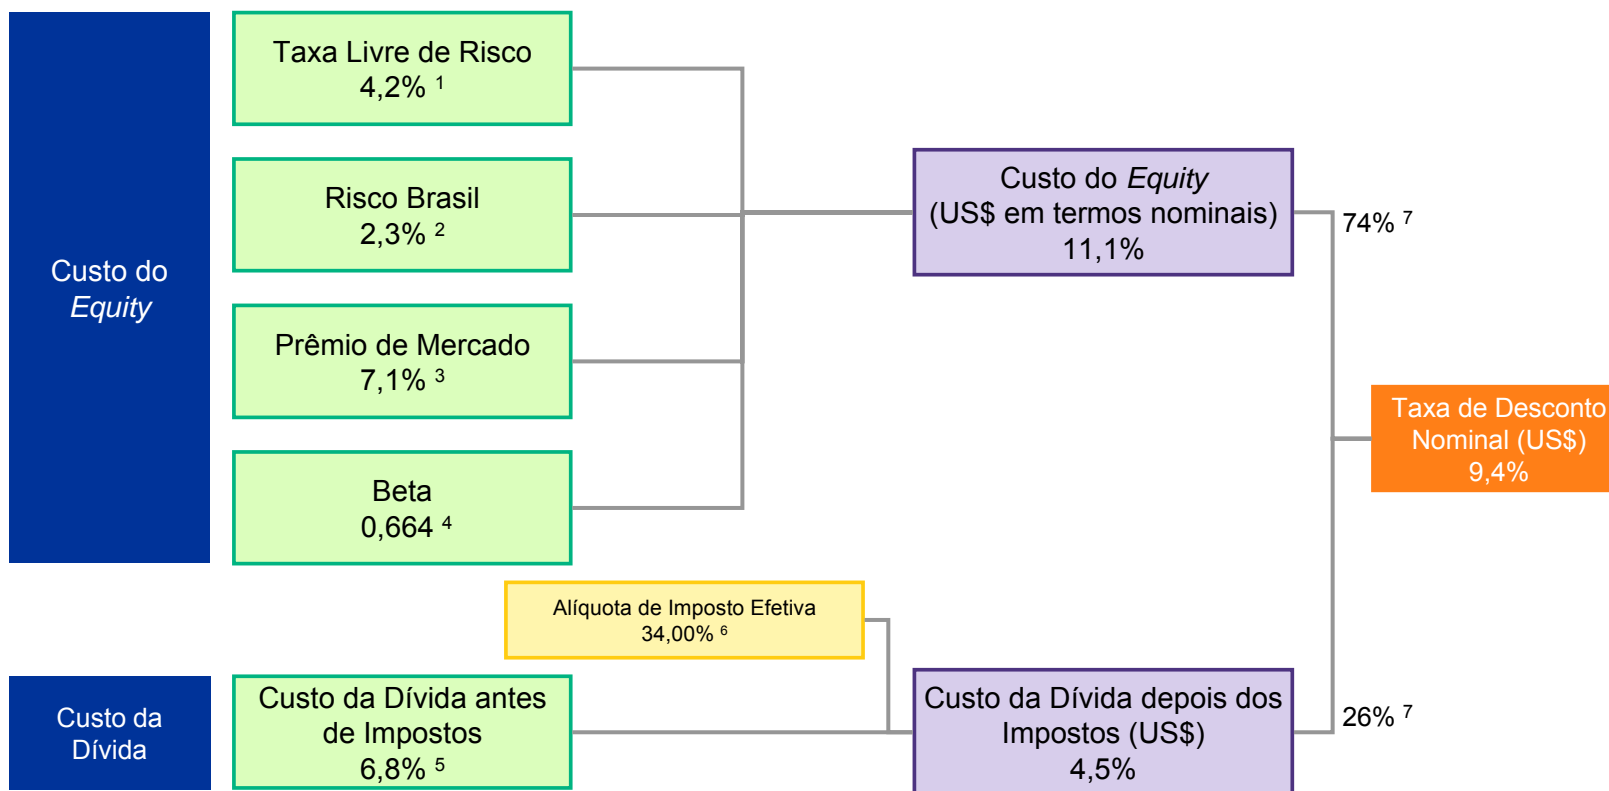 Custo do
Equity
Taxa Livre de Risco
4,2% 1
Risco Brasil
2,3% 2
Prêmio de Mercado
7,1% 3
Beta
0,664 4
Custo do Equity
(US$ em termos nominais)
11,1%
74% 7
Taxa de Desconto
Nominal (US$)
9,4%
Alíquota de Imposto Efetiva
34,00% 6
Custo da
Dívida
Custo da Dívida antes
de Impostos
6,8% 5
Custo da Dívida depois dos
Impostos (US$)
4,5%
26% 7